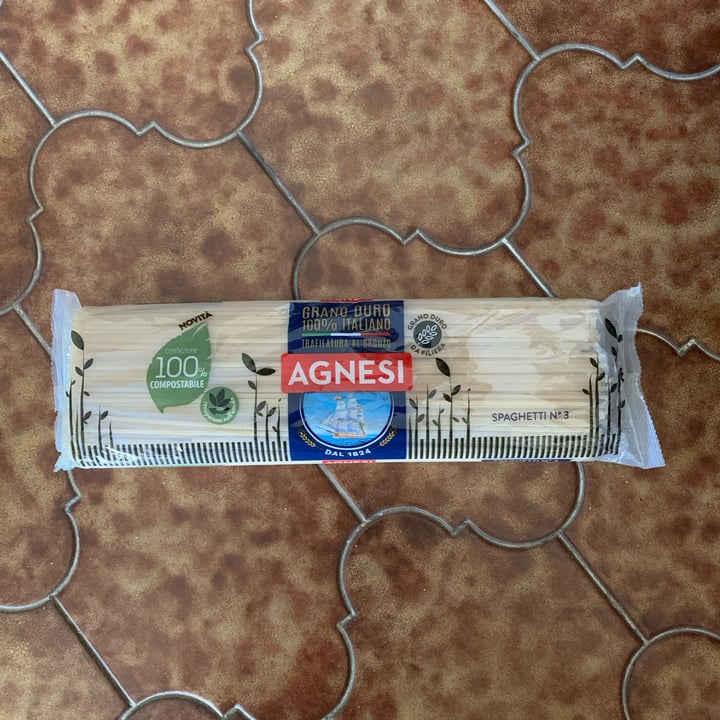 NOVITÀ
confezione
100%
COMPOSTABILE
GRANO DURO
100% ITALIANO
TRAFILATURA AL BRONZO
AGNESI
DAL 1824
GRANO DURO
DA FILIERA
SPAGHETTI N° 3